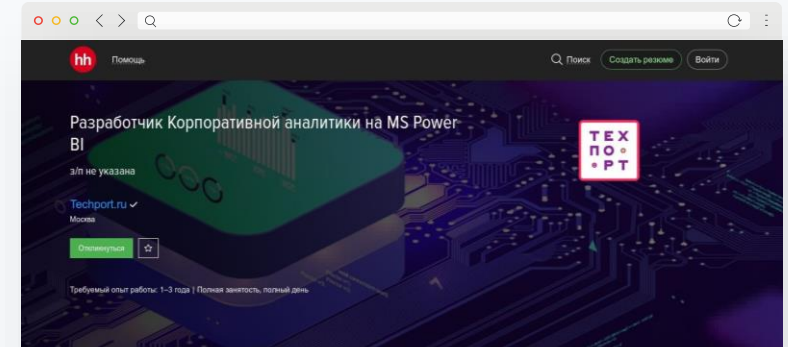 hh
Помощь
Поиск
Создать резюме
Войти
Разработчик Корпоративной аналитики на MS Power
BI
з/п не указана
Techport.ru
Москва
Откликнуться
Требуемый опыт работы: 1–3 года | Полная занятость, полный день
ТЕХ
ПО
РТ